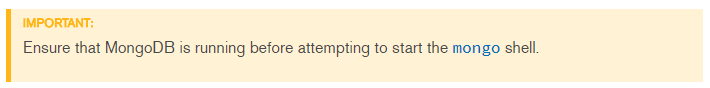 IMPORTANT:
Ensure that MongoDB is running before attempting to start the mongo shell.